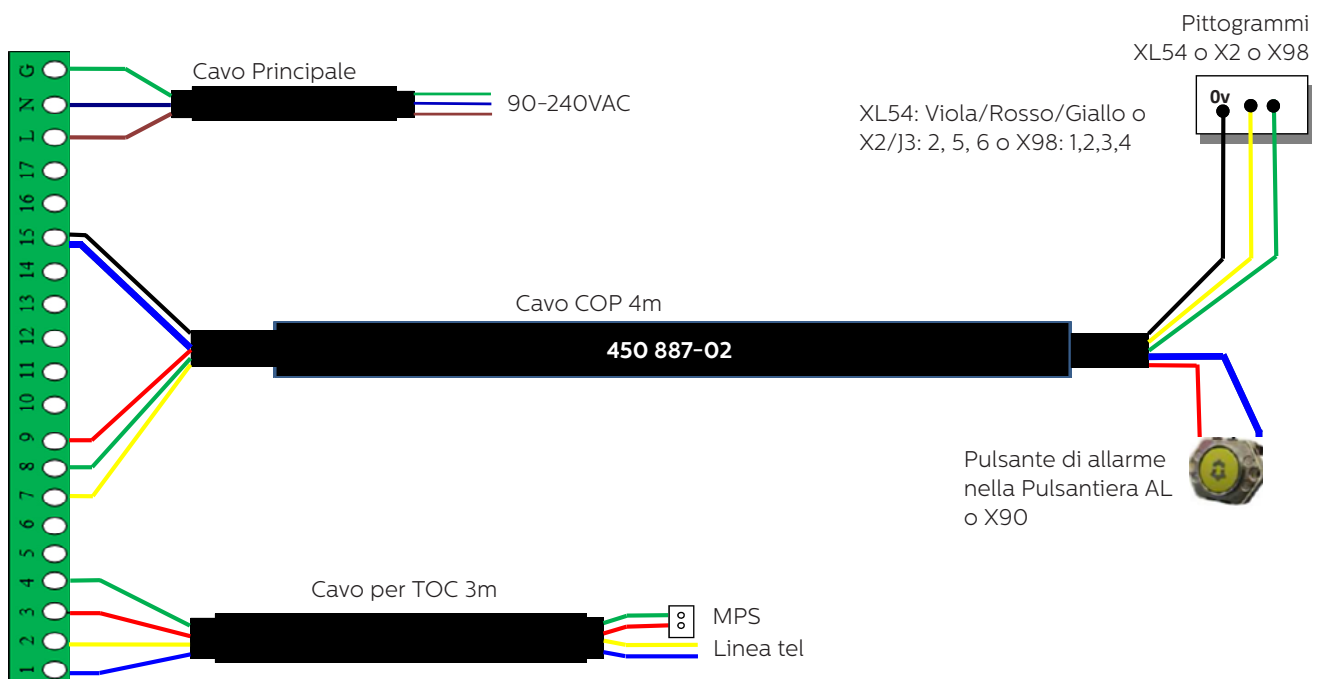 Pittogrammi
XL54 o X2 o X98
0v
XL54: Viola/Rosso/Giallo o
X2/J3: 2, 5, 6 o X98: 1,2,3,4
Cavo Principale
90-240VAC
G
N
L
17
16
15
14
13
12
11
10
9
8
7
6
5
4
3
2
1
Cavo COP 4m
450 887-02
Pulsante di allarme
nella Pulsantiera AL
o X90
Cavo per TOC 3m
MPS
Linea tel